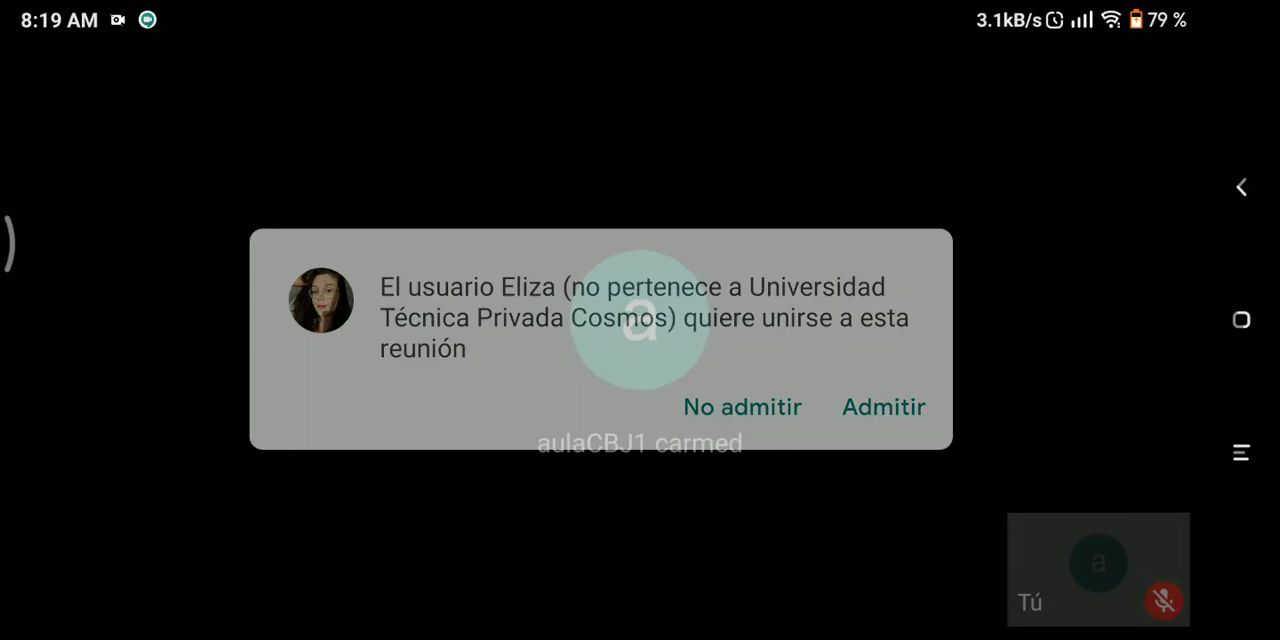 8:19 AM
3.1kB/s
79 %
El usuario Eliza (no pertenece a Universidad
Técnica Privada Cosmos) quiere unirse a esta
reunión
a
No admitir
Admitir
aulaCBJ1 carmed
a
Tú